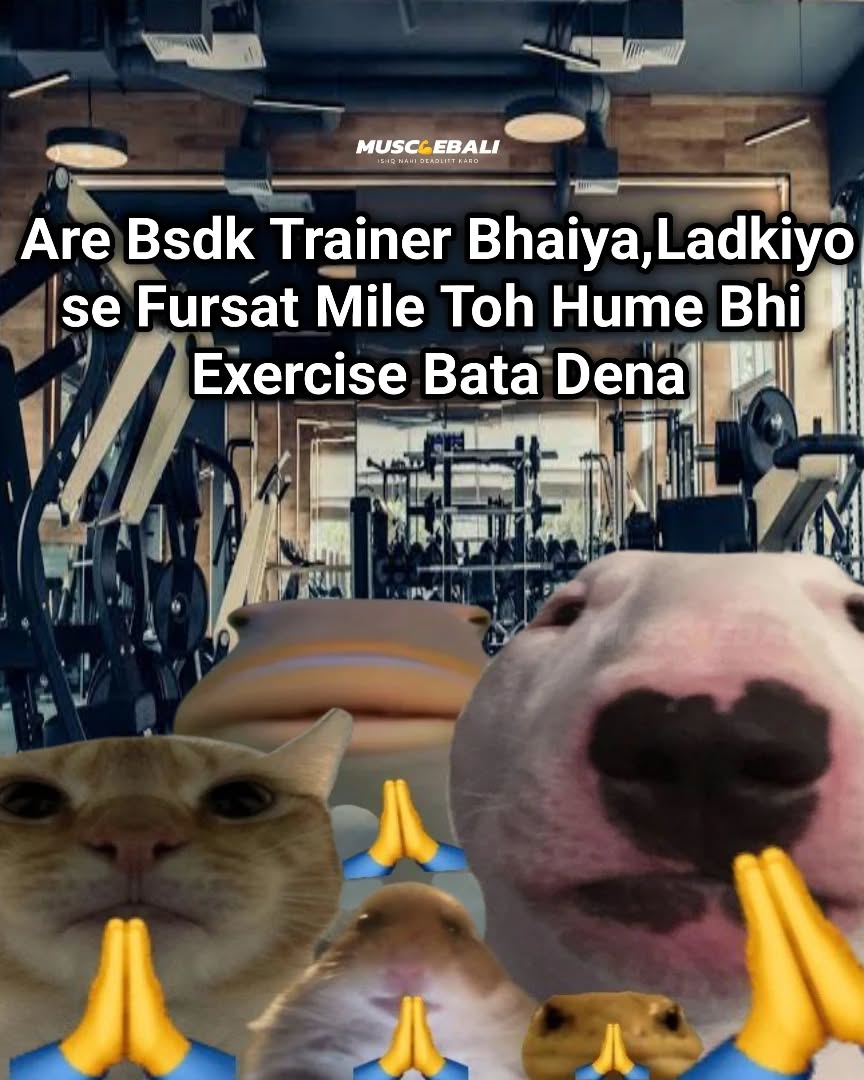 MUSCLEBALI
ISHQ NAHI DEADLIFT KARO
Are Bsdk Trainer Bhaiya,Ladkiyo
se Fursat Mile Toh Hume Bhi
Exercise Bata Dena